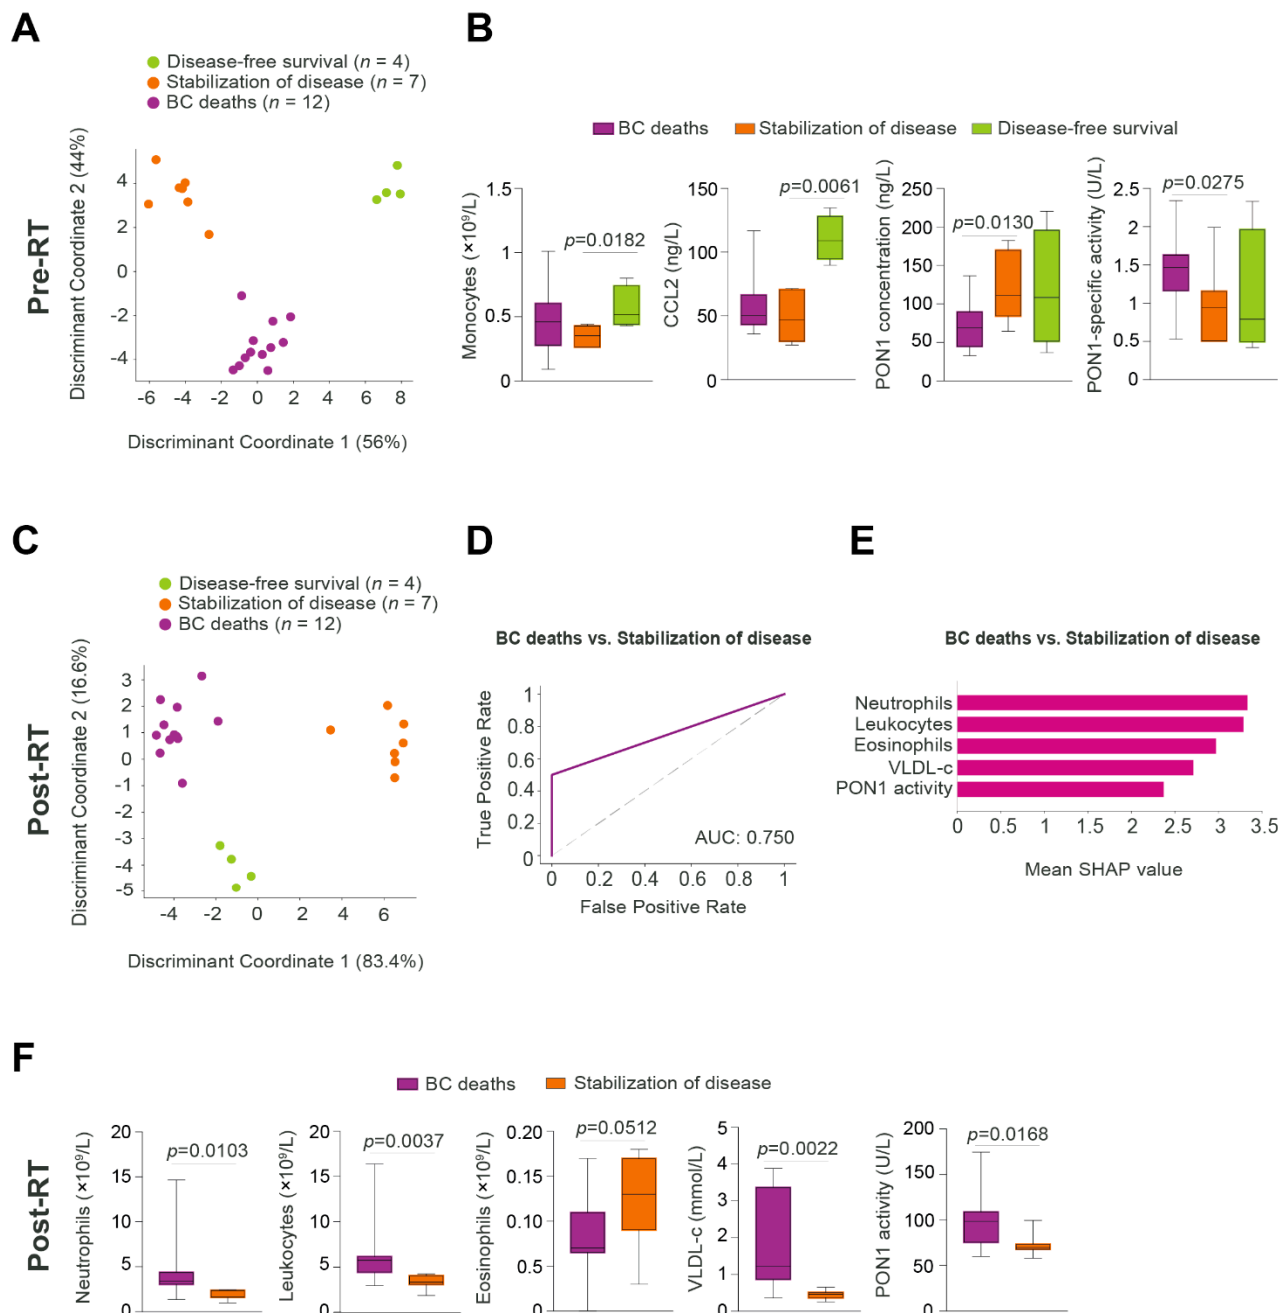 A
Disease-free survival (n = 4)
Stabilization of disease (n = 7)
BC deaths (n = 12)
Pre-RT
Discriminant Coordinate 2 (44%)
4
2
0
-2
-4
-6 -4 -2 0 2 4 6 8
Discriminant Coordinate 1 (56%)
B
BC deaths Stabilization of disease Disease-free survival
Monocytes (×10⁹/L)
1.5
1
0.5
0
p=0.0182
CCL2 (ng/L)
150
100
50
0
p=0.0061
PON1 concentration (ng/L)
250
200
150
100
50
0
p=0.0130
PON1-specific activity (U/L)
2.5
2
1.5
1
0.5
0
p=0.0275
C
Disease-free survival (n = 4)
Stabilization of disease (n = 7)
BC deaths (n = 12)
Post-RT
Discriminant Coordinate 2 (16.6%)
3
2
1
0
-1
-2
-3
-4
-5
-4 -2 0 2 4 6
Discriminant Coordinate 1 (83.4%)
D
BC deaths vs. Stabilization of disease
True Positive Rate
1
0.8
0.6
0.4
0.2
0
AUC: 0.750
0 0.2 0.4 0.6 0.8 1
False Positive Rate
E
BC deaths vs. Stabilization of disease
Neutrophils
Leukocytes
Eosinophils
VLDL-c
PON1 activity
0 0.5 1 1.5 2 2.5 3 3.5
Mean SHAP value
F
BC deaths Stabilization of disease
Post-RT
Neutrophils (×10⁹/L)
20
15
10
5
0
p=0.0103
Leukocytes (×10⁹/L)
20
15
10
5
0
p=0.0037
Eosinophils (×10⁹/L)
0.20
0.15
0.10
0.05
0
p=0.0512
VLDL-c (mmol/L)
5
4
3
2
1
0
p=0.0022
PON1 activity (U/L)
200
150
100
50
0
p=0.0168